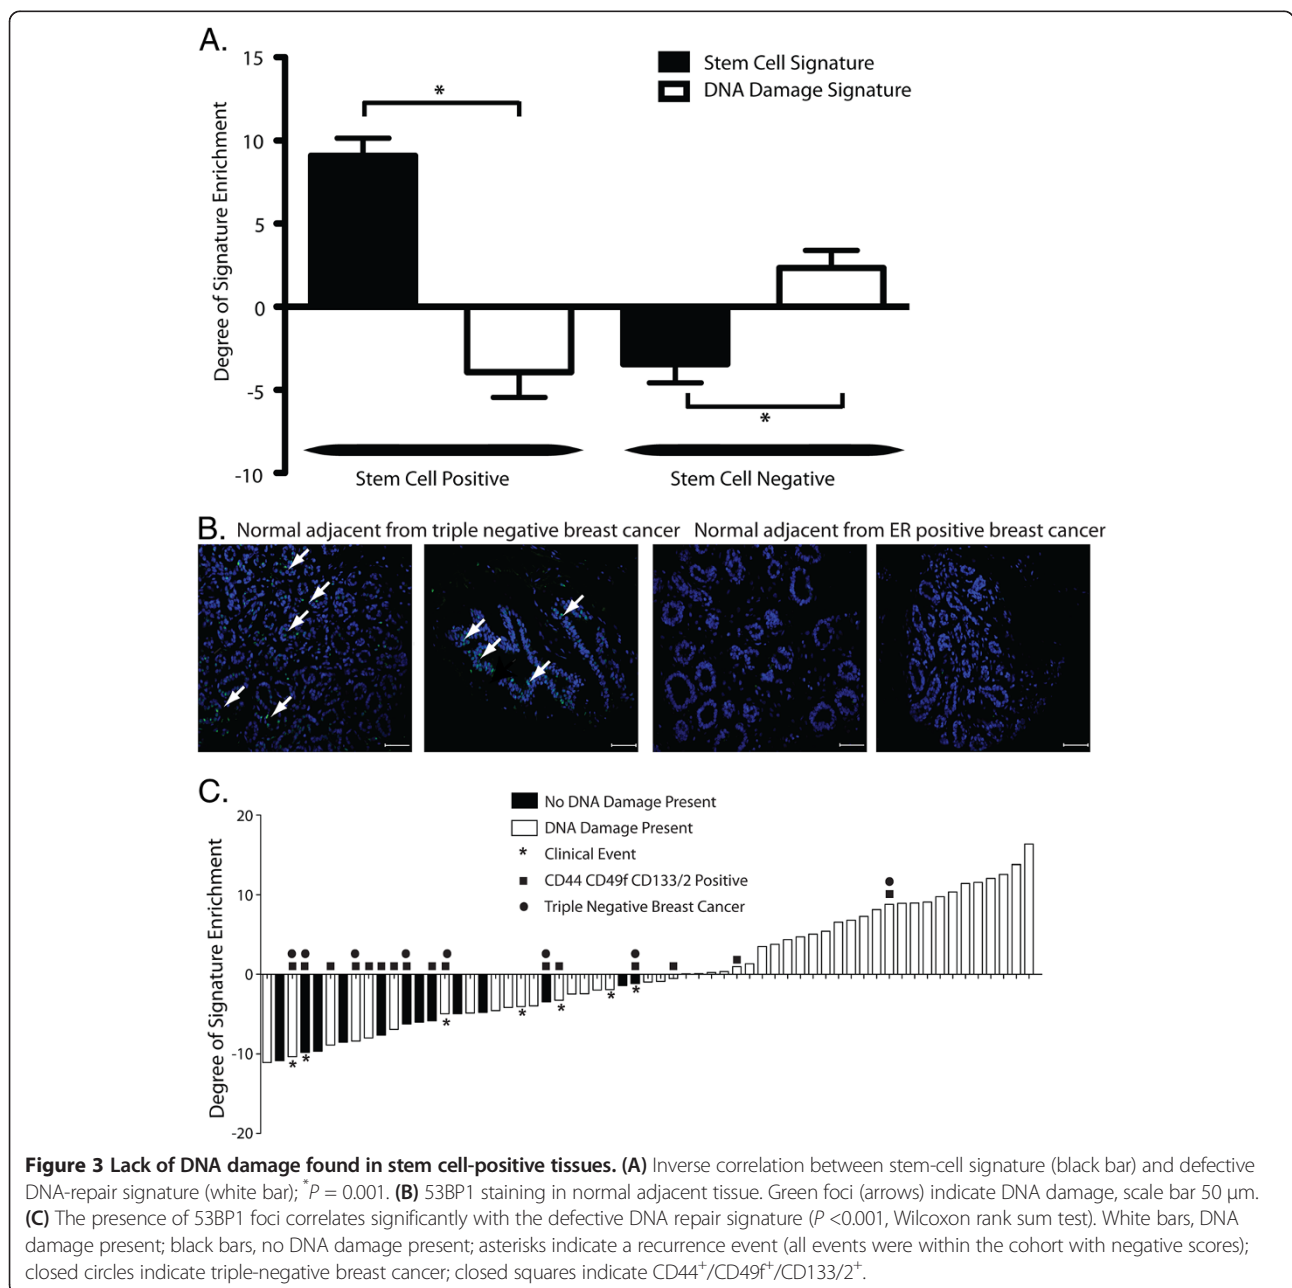 A.
15
10
5
0
-5
-10
Degree of Signature Enrichment
Stem Cell Signature
DNA Damage Signature
*
*
Stem Cell Positive
Stem Cell Negative
B. Normal adjacent from triple negative breast cancer Normal adjacent from ER positive breast cancer
C.
20
10
0
-10
-20
Degree of Signature Enrichment
No DNA Damage Present
DNA Damage Present
* Clinical Event
CD44 CD49f CD133/2 Positive
Triple Negative Breast Cancer
* * * * * * *
Figure 3 Lack of DNA damage found in stem cell-positive tissues. (A) Inverse correlation between stem-cell signature (black bar) and defective
DNA-repair signature (white bar); *P = 0.001. (B) 53BP1 staining in normal adjacent tissue. Green foci (arrows) indicate DNA damage, scale bar 50 μm.
(C) The presence of 53BP1 foci correlates significantly with the defective DNA repair signature (P <0.001, Wilcoxon rank sum test). White bars, DNA
damage present; black bars, no DNA damage present; asterisks indicate a recurrence event (all events were within the cohort with negative scores);
closed circles indicate triple-negative breast cancer; closed squares indicate CD44+/CD49f+/CD133/2+.